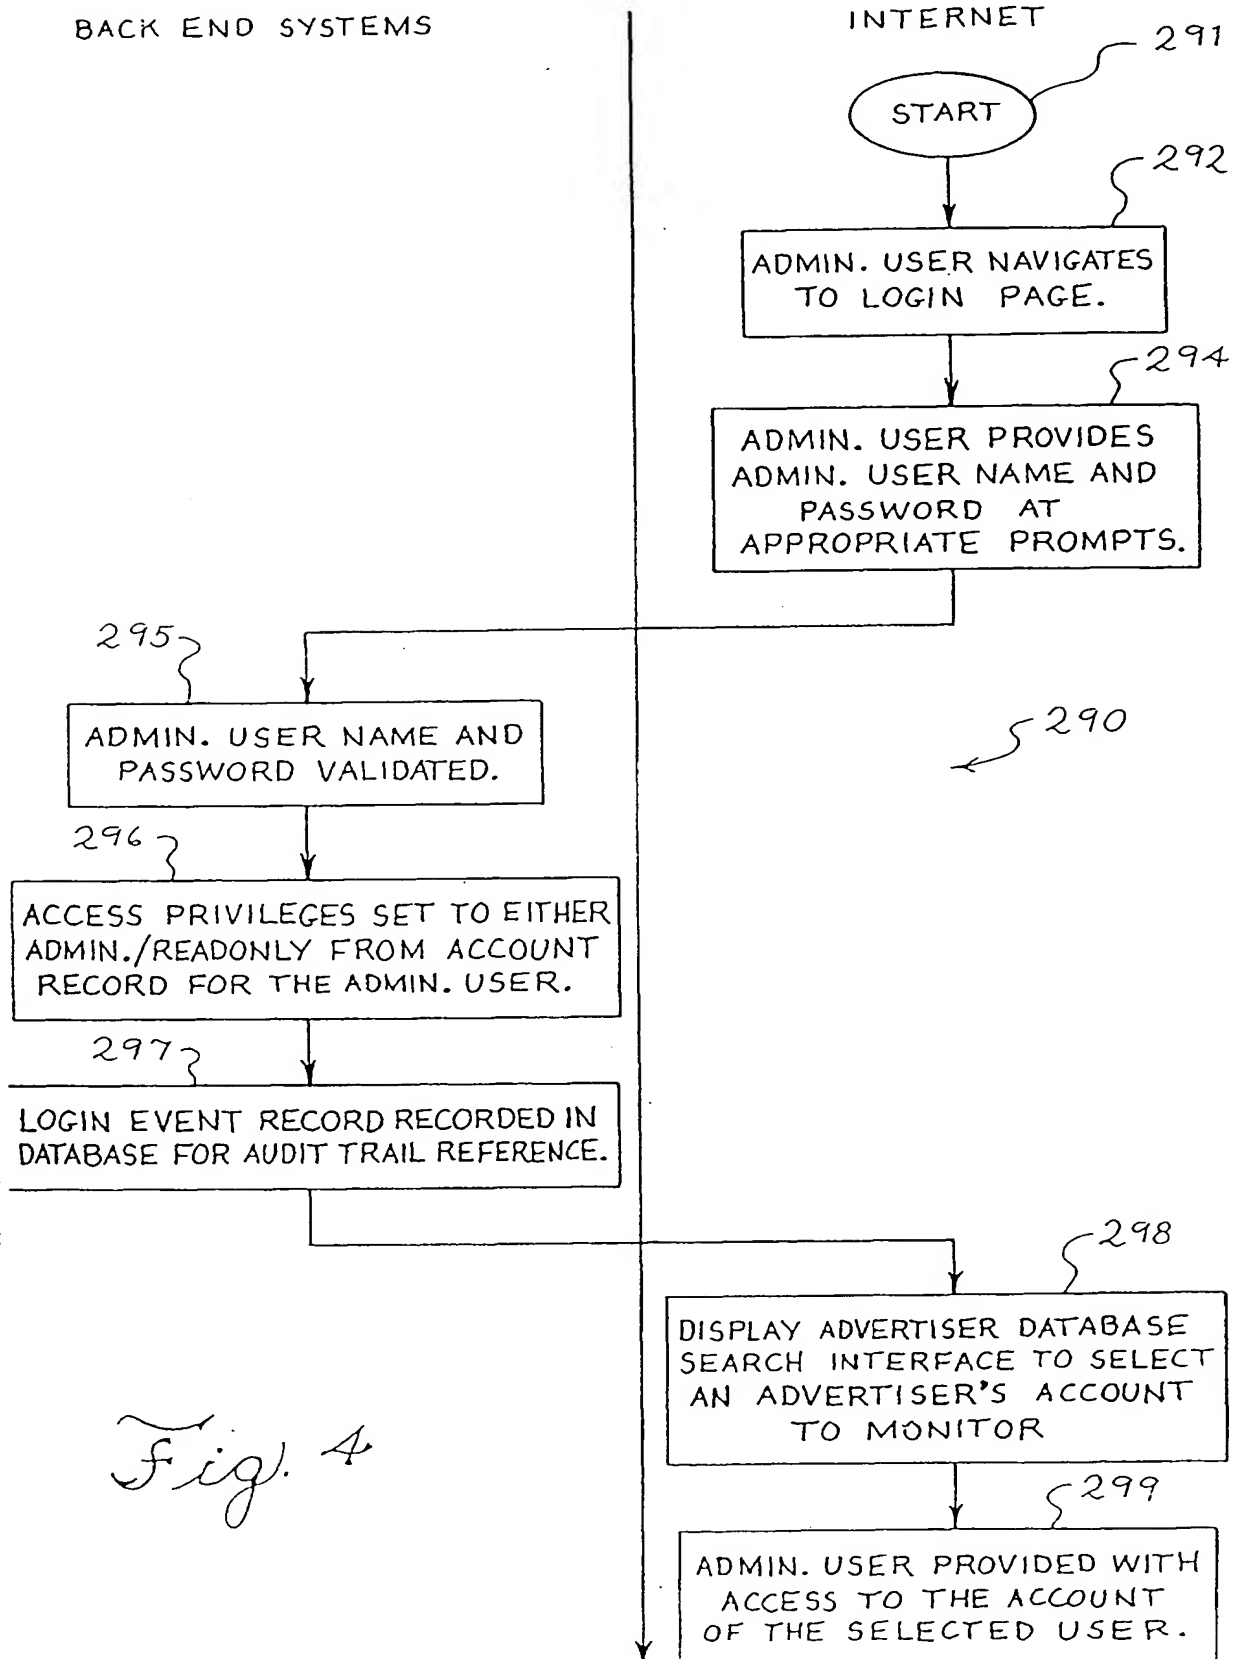 BACK END SYSTEMS
INTERNET
291
START
292
ADMIN. USER NAVIGATES
TO LOGIN PAGE.
294
ADMIN. USER PROVIDES
ADMIN. USER NAME AND
PASSWORD AT
APPROPRIATE PROMPTS.
295
ADMIN. USER NAME AND
PASSWORD VALIDATED.
290
296
ACCESS PRIVILEGES SET TO EITHER
ADMIN./READONLY FROM ACCOUNT
RECORD FOR THE ADMIN. USER.
297
LOGIN EVENT RECORD RECORDED IN
DATABASE FOR AUDIT TRAIL REFERENCE.
298
DISPLAY ADVERTISER DATABASE
SEARCH INTERFACE TO SELECT
AN ADVERTISER'S ACCOUNT
TO MONITOR
299
ADMIN. USER PROVIDED WITH
ACCESS TO THE ACCOUNT
OF THE SELECTED USER.
Fig. 4